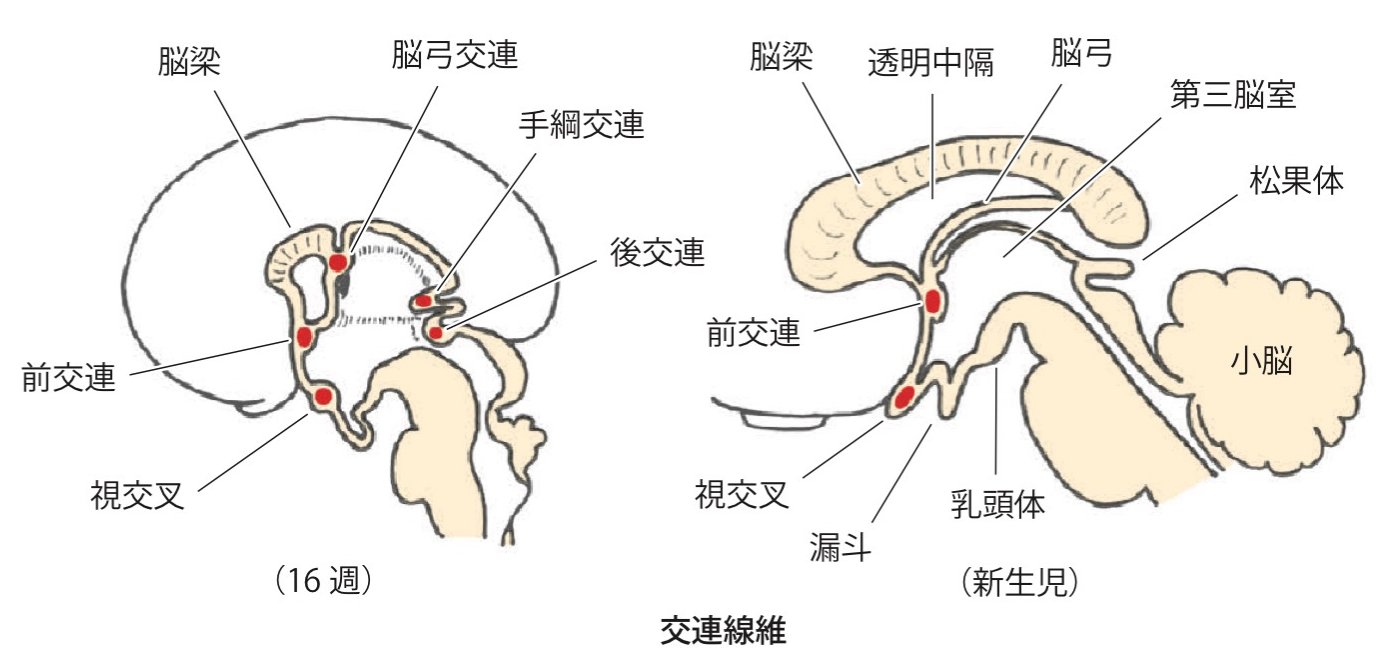 脳梁
脳弓交連
手綱交連
後交連
前交連
視交叉
（16 週）
脳梁
透明中隔
脳弓
第三脳室
松果体
前交連
小脳
視交叉
漏斗
乳頭体
（新生児）
交連線維